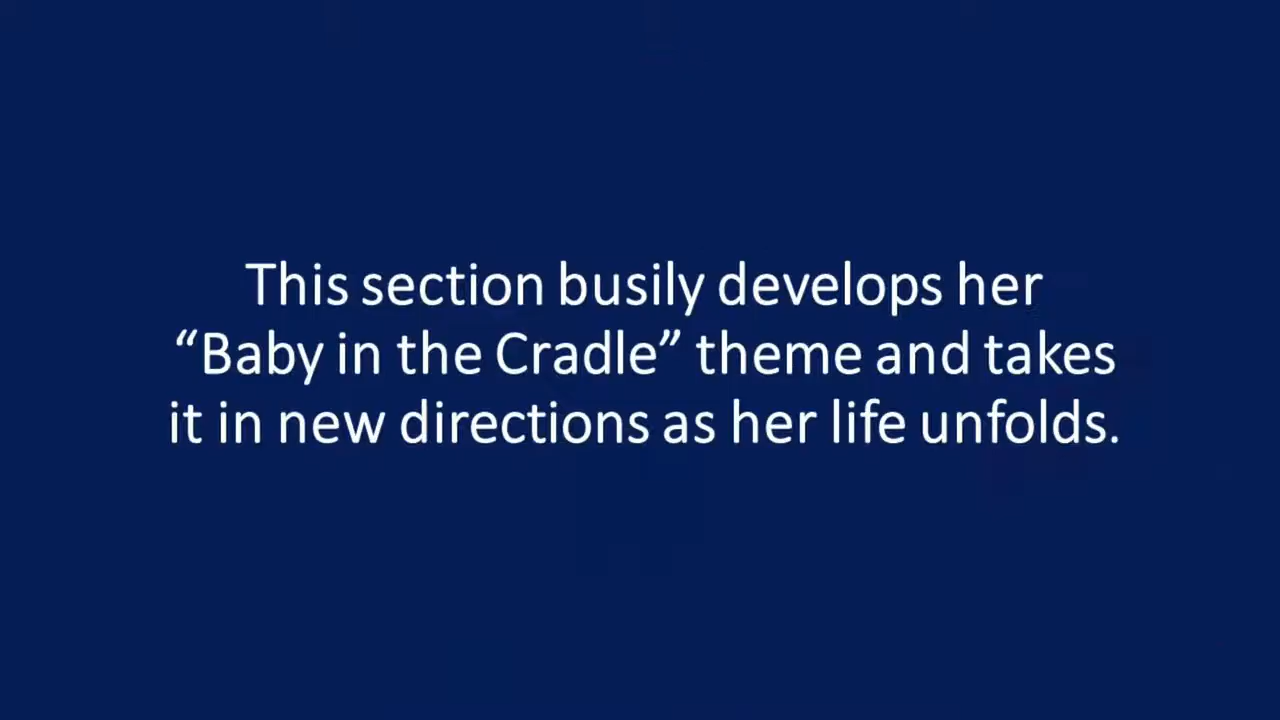 This section busily develops her
“Baby in the Cradle” theme and takes
it in new directions as her life unfolds.